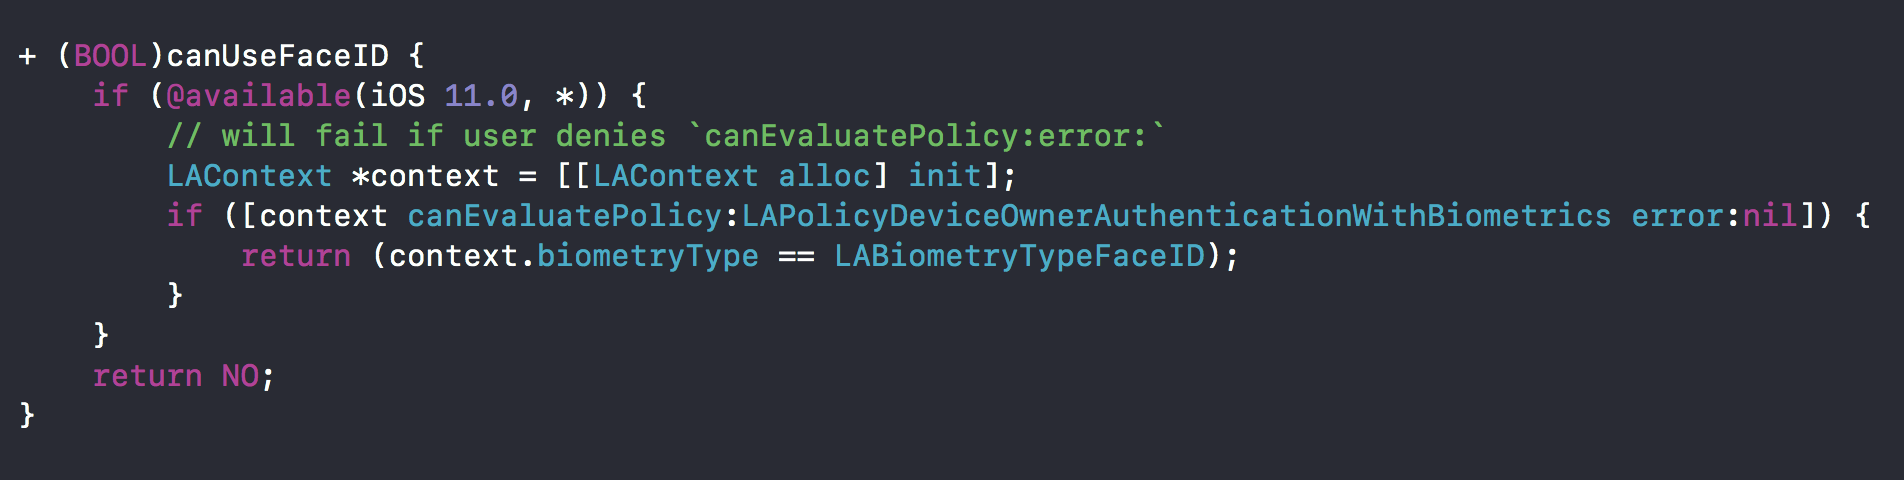 + (BOOL)canUseFaceID {
    if (@available(iOS 11.0, *)) {
        // will fail if user denies `canEvaluatePolicy:error:`
        LAContext *context = [[LAContext alloc] init];
        if ([context canEvaluatePolicy:LAPolicyDeviceOwnerAuthenticationWithBiometrics error:nil]) {
            return (context.biometryType == LABiometryTypeFaceID);
        }
    }
    return NO;
}